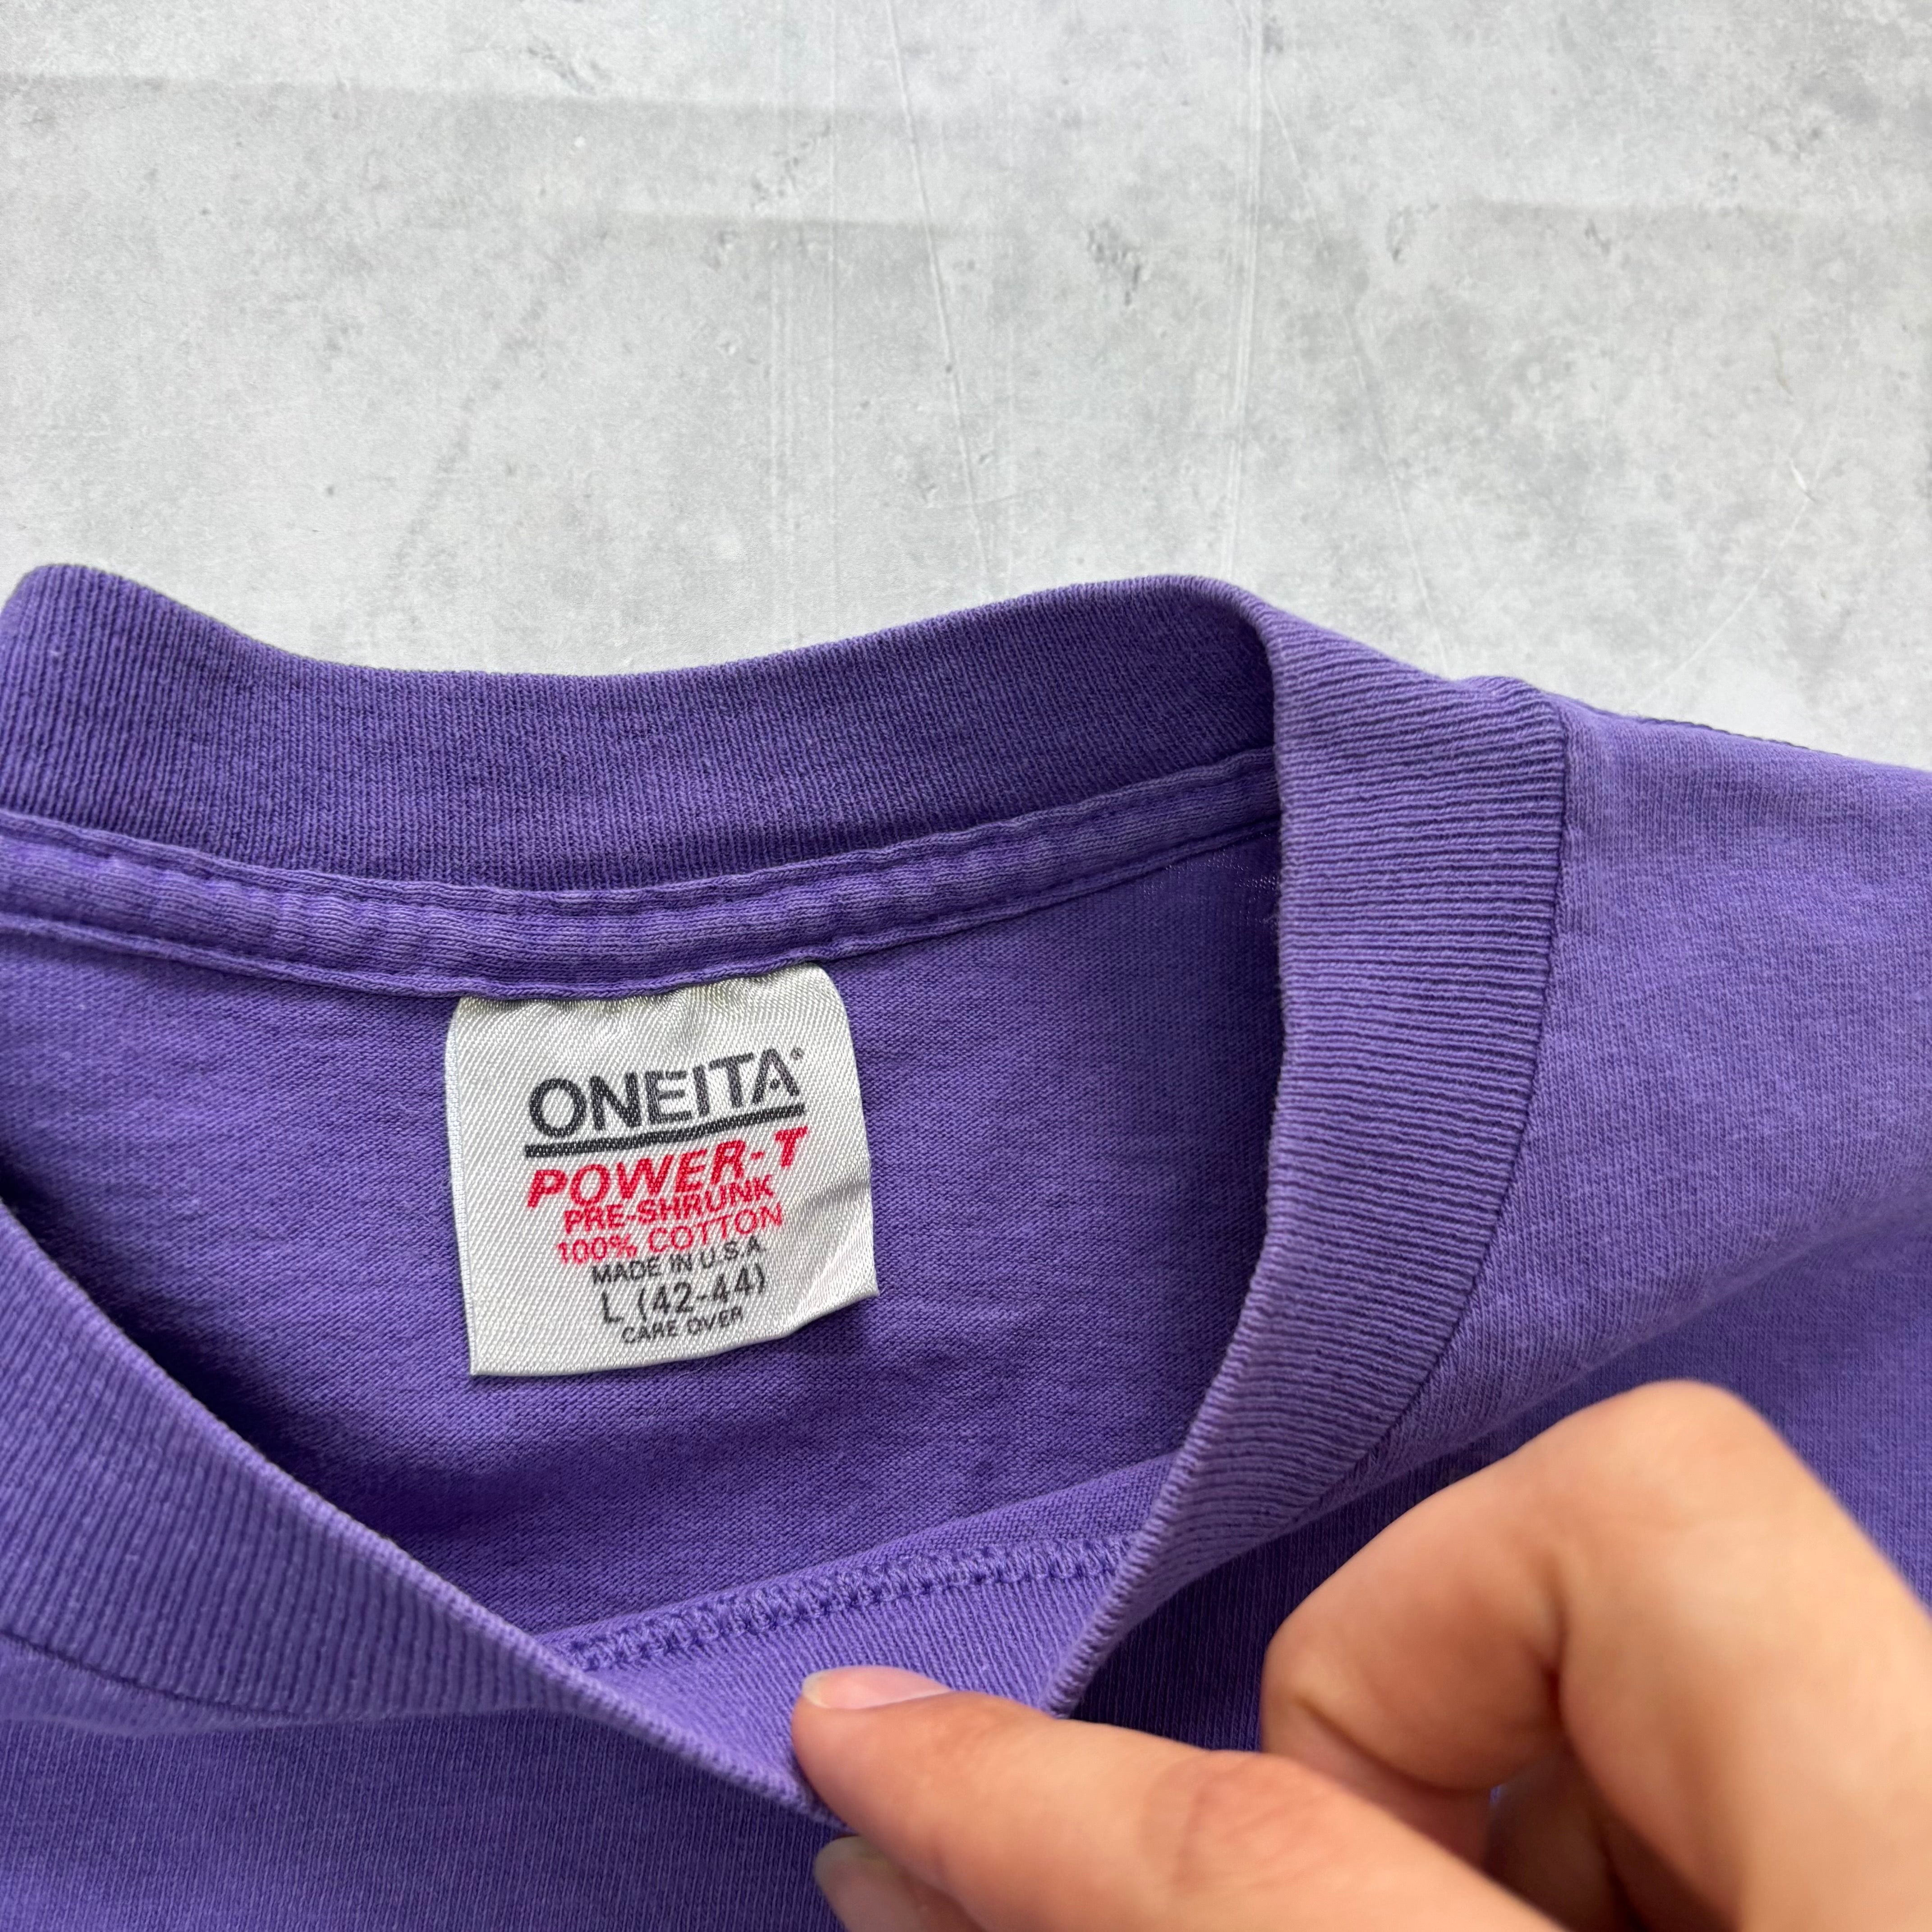 ONEITA®
POWER-T
PRE-SHRUNK
100% COTTON
MADE IN U.S.A
L (42-44)
CARE OVER